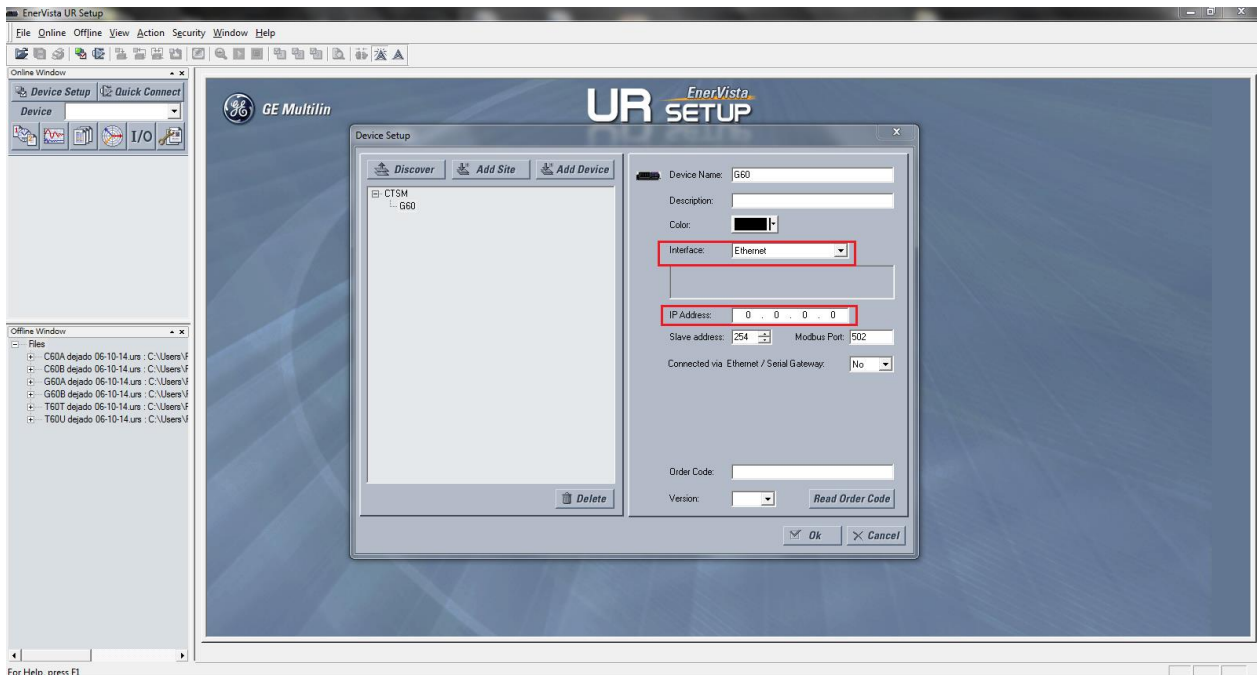 EnerVista UR Setup
File Online Offline View Action Security Window Help
Online Window
Device Setup Quick Connect
Device
I/O
GE Multilin
EnerVista
UR SETUP
Device Setup
Discover Add Site Add Device
CTSM
G60
Delete
Device Name: G60
Description:
Color:
Interface: Ethernet
IP Address: 0 . 0 . 0 . 0
Slave address: 254 Modbus Port: 502
Connected via Ethernet / Serial Gateway: No
Order Code:
Version: Read Order Code
Ok Cancel
Offline Window
Files
C60A dejado 06-10-14.urs : C:\Users\F
C60B dejado 06-10-14.urs : C:\Users\F
G60A dejado 06-10-14.urs : C:\Users\F
G60B dejado 06-10-14.urs : C:\Users\F
T60T dejado 06-10-14.urs : C:\Users\F
T60U dejado 06-10-14.urs : C:\Users\F
For Help, press F1